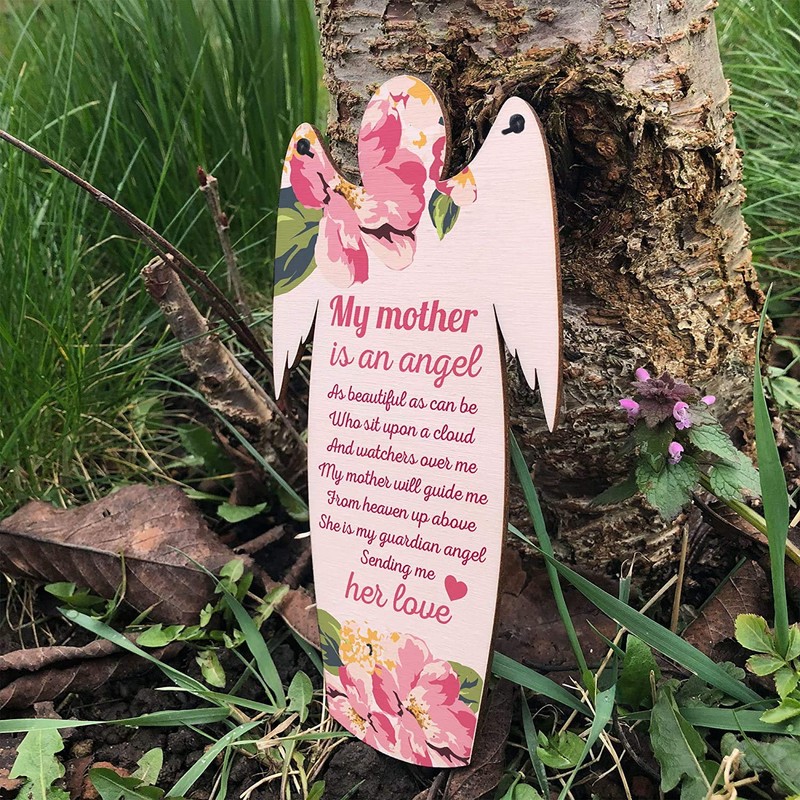 My mother
is an angel
As beautiful as can be
Who sit upon a cloud
And watchers over me
My mother will guide me
From heaven up above
She is my guardian angel
Sending me
her love